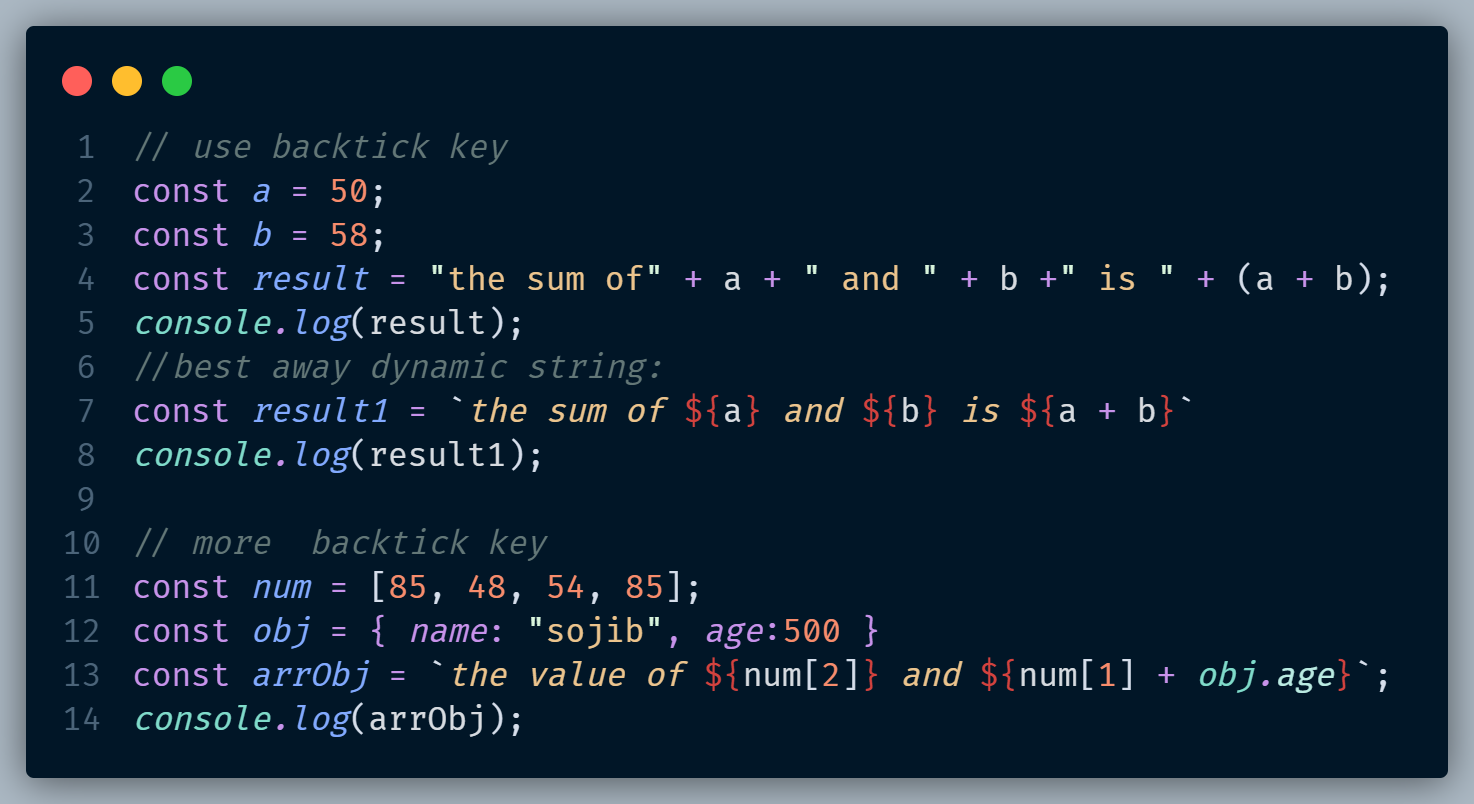 1 // use backtick key
2 const a = 50;
3 const b = 58;
4 const result = "the sum of" + a + " and " + b +" is " + (a + b);
5 console.log(result);
6 //best away dynamic string:
7 const result1 = `the sum of ${a} and ${b} is ${a + b}`
8 console.log(result1);
9
10 // more  backtick key
11 const num = [85, 48, 54, 85];
12 const obj = { name: "sojib", age:500 }
13 const arrObj = `the value of ${num[2]} and ${num[1] + obj.age}`;
14 console.log(arrObj);